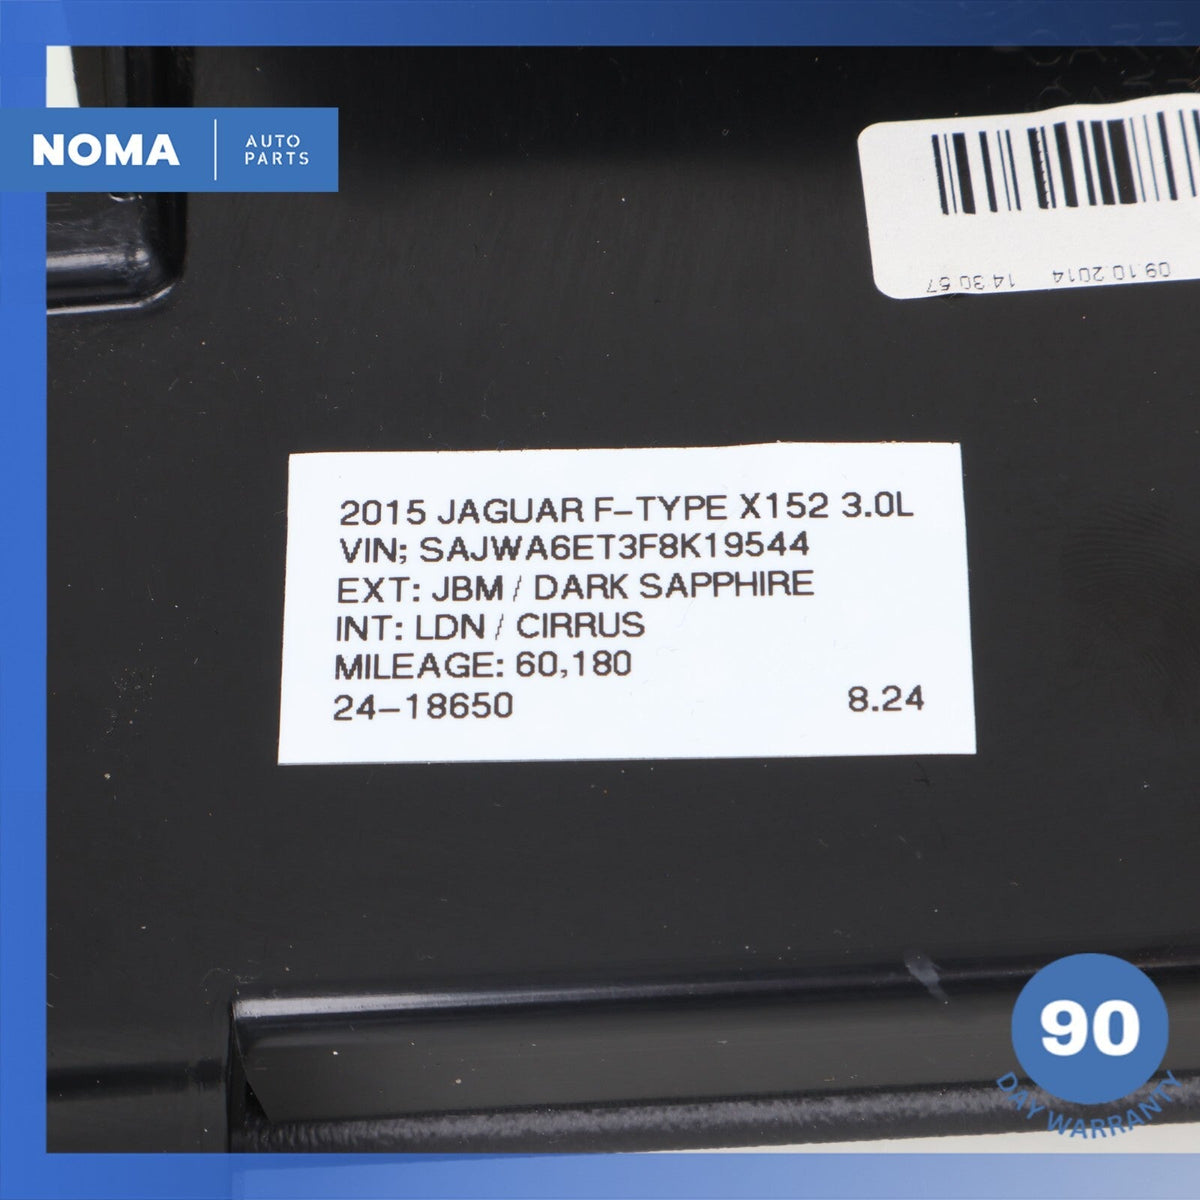 NOMA
AUTO
PARTS
09.10.2014 14:30:57
2015 JAGUAR F-TYPE X152 3.0L
VIN; SAJWA6ET3F8K19544
EXT: JBM / DARK SAPPHIRE
INT: LDN / CIRRUS
MILEAGE: 60,180
24-18650 8.24
90
DAY WARRANTY